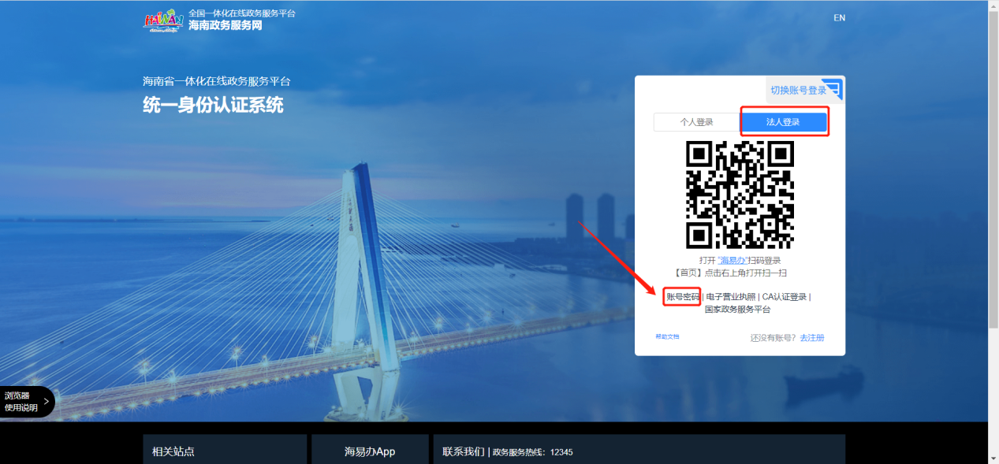 HAINAN
全国一体化在线政务服务平台
海南政务服务网
EN
海南省一体化在线政务服务平台
统一身份认证系统
切换账号登录
个人登录
法人登录
打开“海易办”扫码登录
【首页】点击右上角打开扫一扫
账号密码 | 电子营业执照 | CA认证登录 |
国家政务服务平台
帮助文档
还没有账号? 去注册
浏览器
使用说明
相关站点
海易办App
联系我们 | 政务服务热线：12345